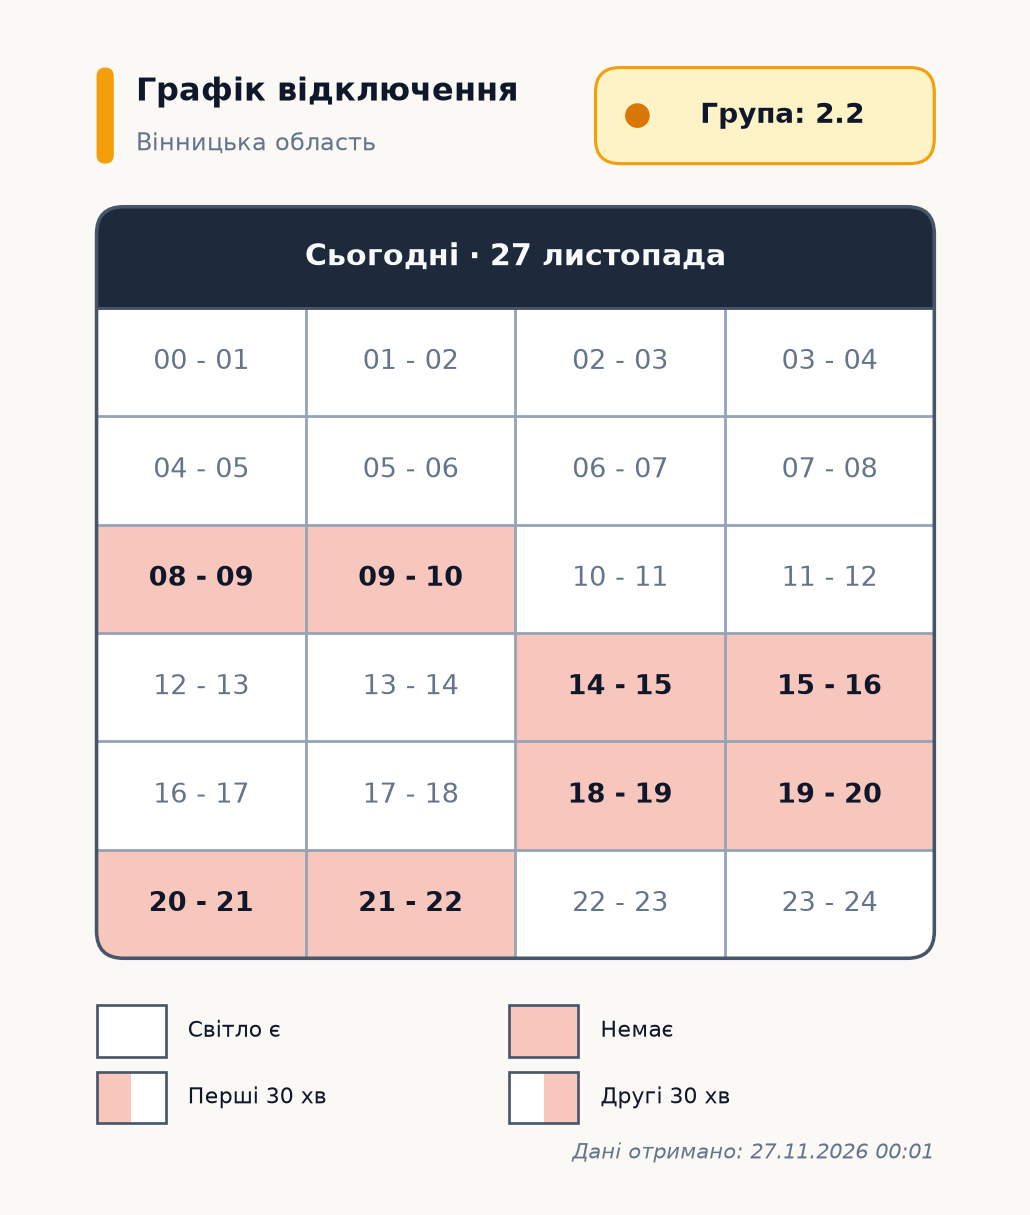 Графік відключення
Вінницька область
Група: 2.2
Сьогодні · 27 листопада
00 - 01 01 - 02 02 - 03 03 - 04
04 - 05 05 - 06 06 - 07 07 - 08
08 - 09 09 - 10 10 - 11 11 - 12
12 - 13 13 - 14 14 - 15 15 - 16
16 - 17 17 - 18 18 - 19 19 - 20
20 - 21 21 - 22 22 - 23 23 - 24
Світло є Немає
Перші 30 хв Другі 30 хв
Дані отримано: 27.11.2026 00:01